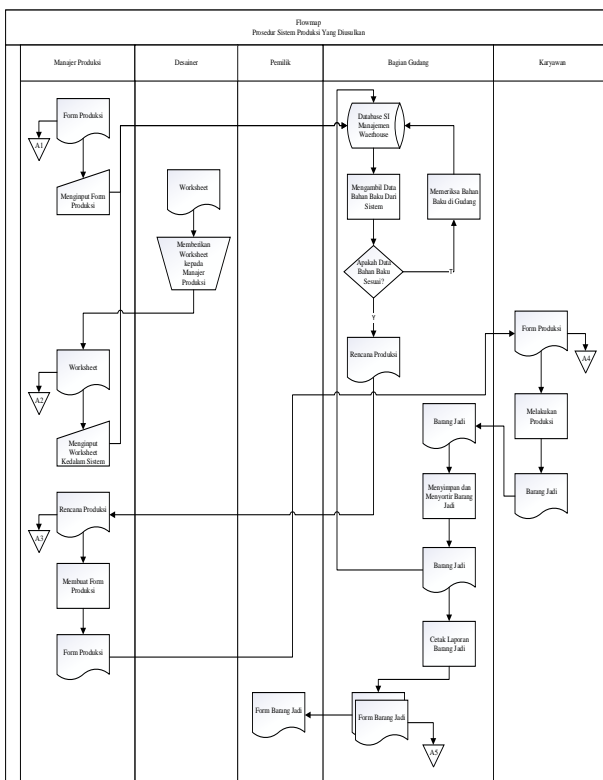 Flowmap
Prosedur Sistem Produksi Yang Diusulkan
Manajer Produksi
Desainer
Pemilik
Bagian Gudang
Karyawan
Form Produksi
A1
Menginput Form
Produksi
Worksheet
Memberikan
Worksheet
kepada
Manajer
Produksi
Worksheet
A2
Menginput
Worksheet
Kedalam Sistem
Rencana Produksi
A3
Membuat Form
Produksi
Form Produksi
Form Barang Jadi
Database SI
Manajemen
Waerhouse
Mengambil Data
Bahan Baku Dari
Sistem
Memeriksa Bahan
Baku di Gudang
Apakah Data
Bahan Baku
Sesuai?
T
Y
Rencana Produksi
Barang Jadi
Menyimpan dan
Menyortir Barang
Jadi
Barang Jadi
Cetak Laporan
Barang Jadi
Form Barang Jadi
A5
Form Produksi
A4
Melakukan
Produksi
Barang Jadi